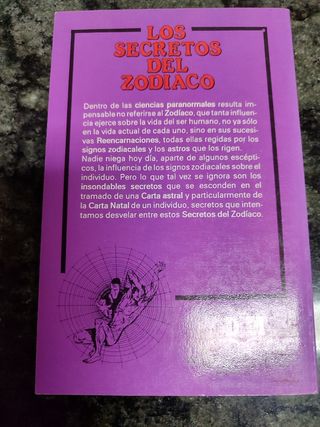 LOS
SECRETOS
DEL
ZODIACO
Dentro de las ciencias paranormales resulta im-
pensable no referirse al Zodíaco, que tanta influen-
cia ejerce sobre la vida del ser humano, no ya sólo
en la vida actual de cada uno, sino en sus sucesi-
vas Reencarnaciones, todas ellas regidas por los
signos zodiacales y los astros que los rigen.
Nadie niega hoy día, aparte de algunos escépti-
cos, la influencia de los signos zodiacales sobre el
individuo. Pero lo que tal vez se ignora son los
insondables secretos que se esconden en el
tramado de una Carta astral y particularmente de
la Carta Natal de un individuo, secretos que inten-
tamos desvelar entre estos Secretos del Zodíaco.